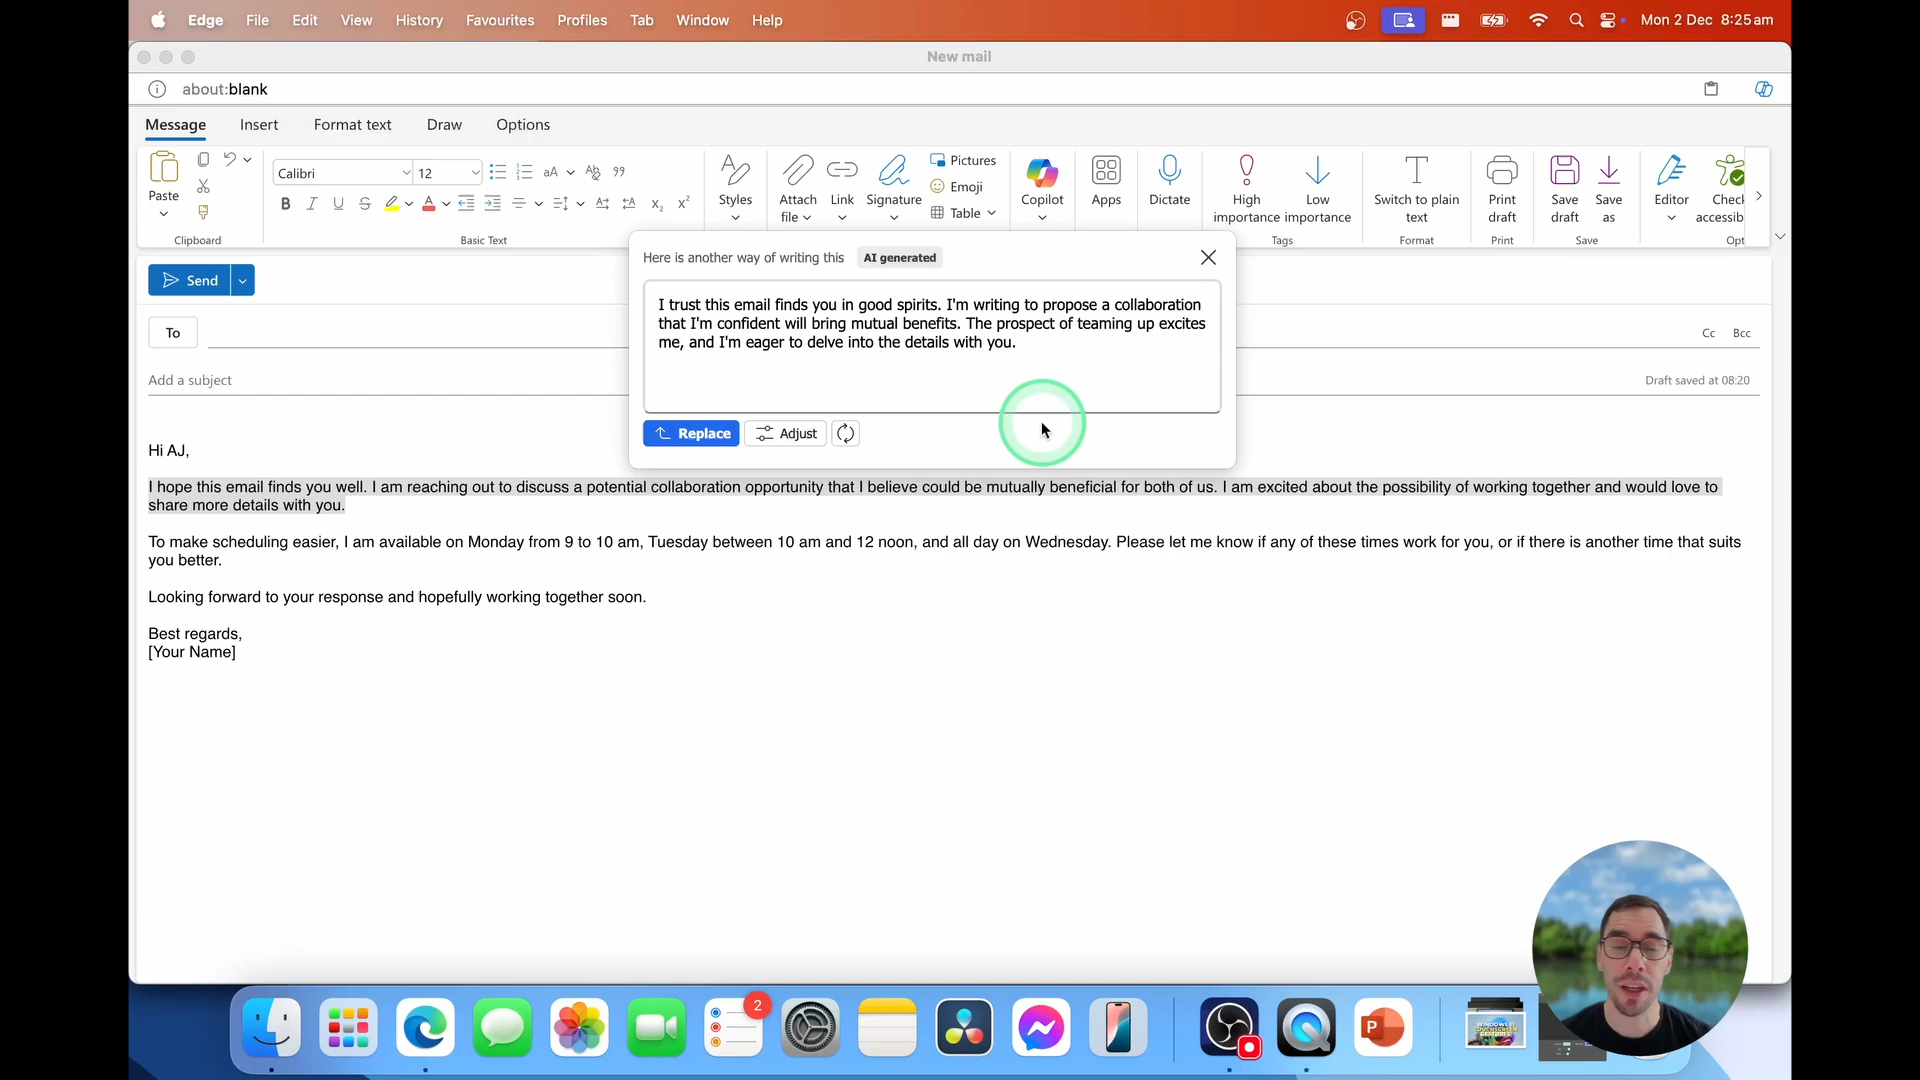 Edge File Edit View History Favourites Profiles Tab Window Help Mon 2 Dec 8:25 am
New mail
about:blank
Message Insert Format text Draw Options
Paste
Clipboard
Calibri 12
Basic Text
Styles
Attach file
Link
Signature
Pictures
Emoji
Table
Copilot
Apps
Dictate
High importance
Low importance
Tags
Switch to plain text
Format
Print draft
Print
Save draft
Save as
Save
Editor
Check
accessib
Opt
Send
To
Cc Bcc
Add a subject
Draft saved at 08:20
Here is another way of writing this AI generated
I trust this email finds you in good spirits. I'm writing to propose a collaboration
that I'm confident will bring mutual benefits. The prospect of teaming up excites
me, and I'm eager to delve into the details with you.
Replace Adjust
Hi AJ,
I hope this email finds you well. I am reaching out to discuss a potential collaboration opportunity that I believe could be mutually beneficial for both of us. I am excited about the possibility of working together and would love to
share more details with you.
To make scheduling easier, I am available on Monday from 9 to 10 am, Tuesday between 10 am and 12 noon, and all day on Wednesday. Please let me know if any of these times work for you, or if there is another time that suits
you better.
Looking forward to your response and hopefully working together soon.
Best regards,
[Your Name]
2
P
WINDOWS 11
TOUCHSCREEN
GESTURES